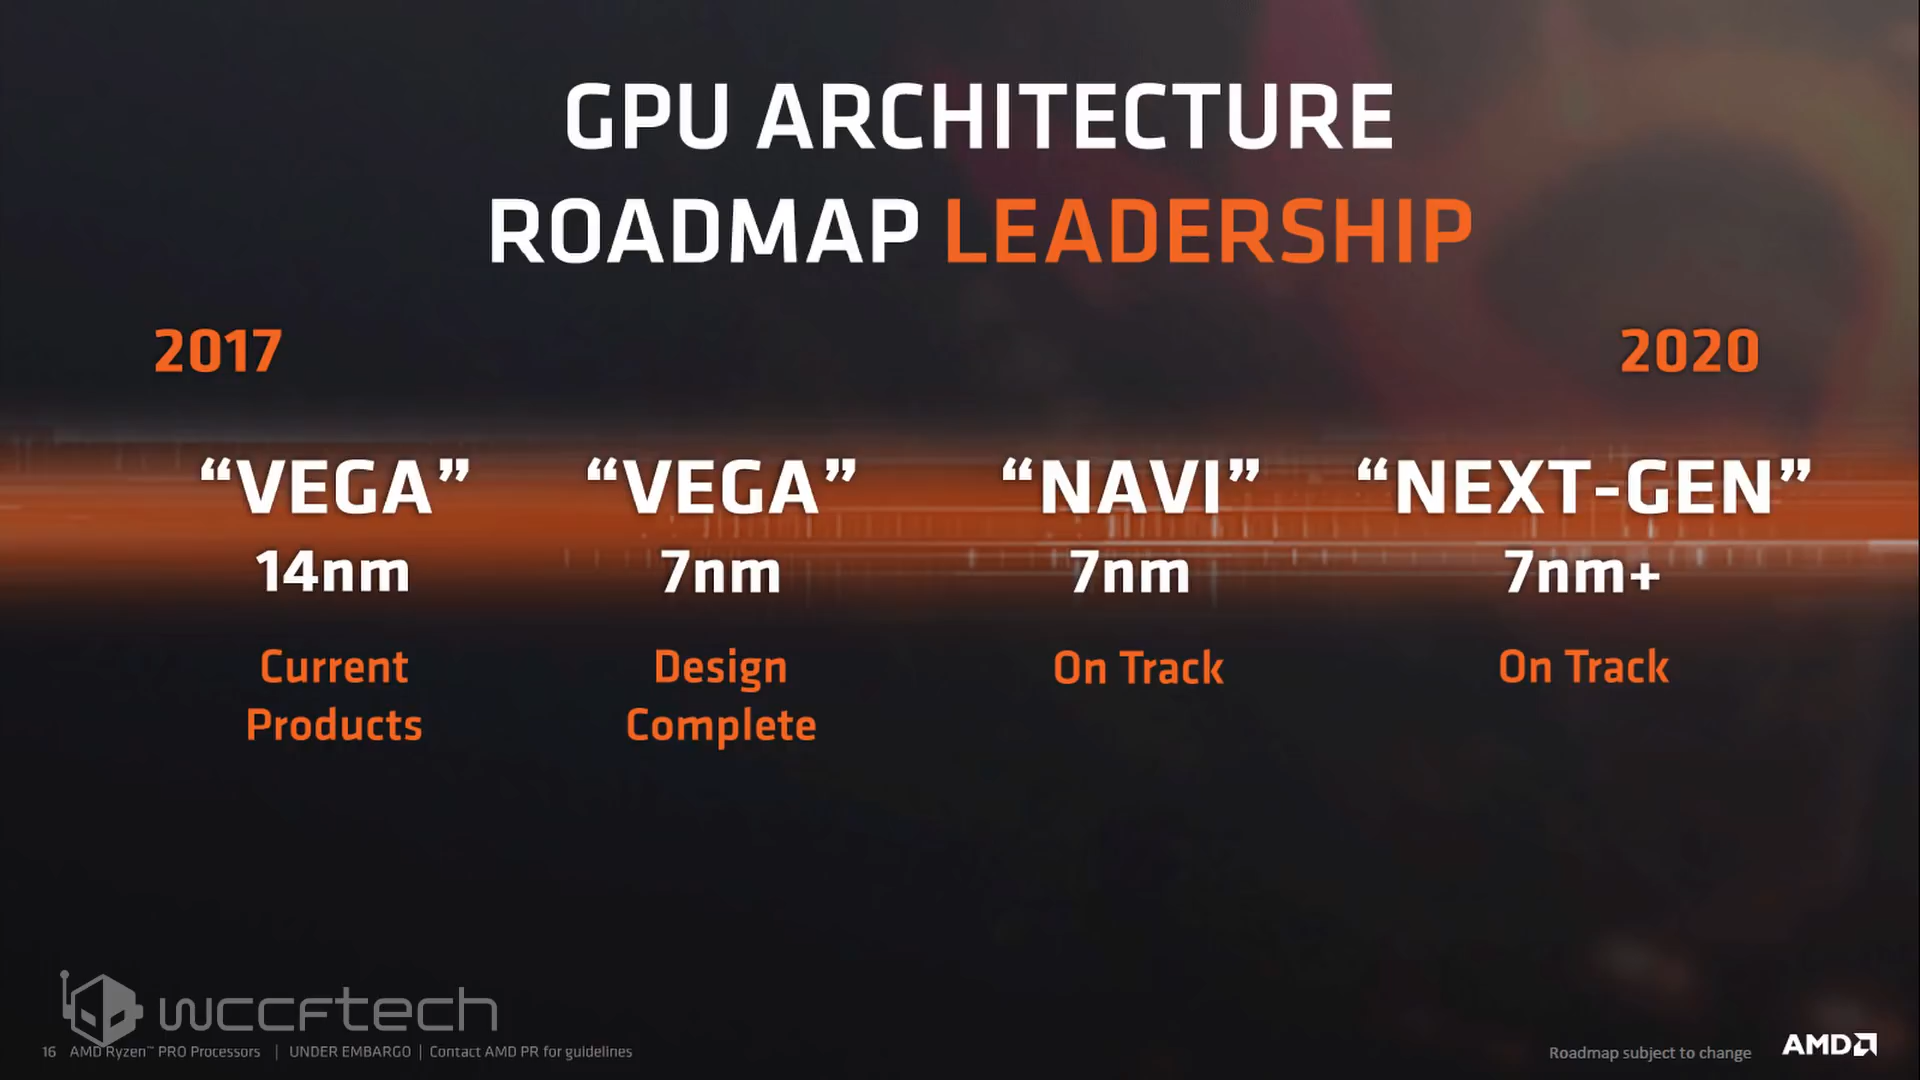 GPU ARCHITECTURE
ROADMAP LEADERSHIP
2017 2020
“VEGA” “VEGA” “NAVI” “NEXT-GEN”
14nm 7nm 7nm 7nm+
Current Design On Track On Track
Products Complete
wccftech
16 AMD Ryzen™ PRO Processors | UNDER EMBARGO | Contact AMD PR for guidelines
Roadmap subject to change AMD